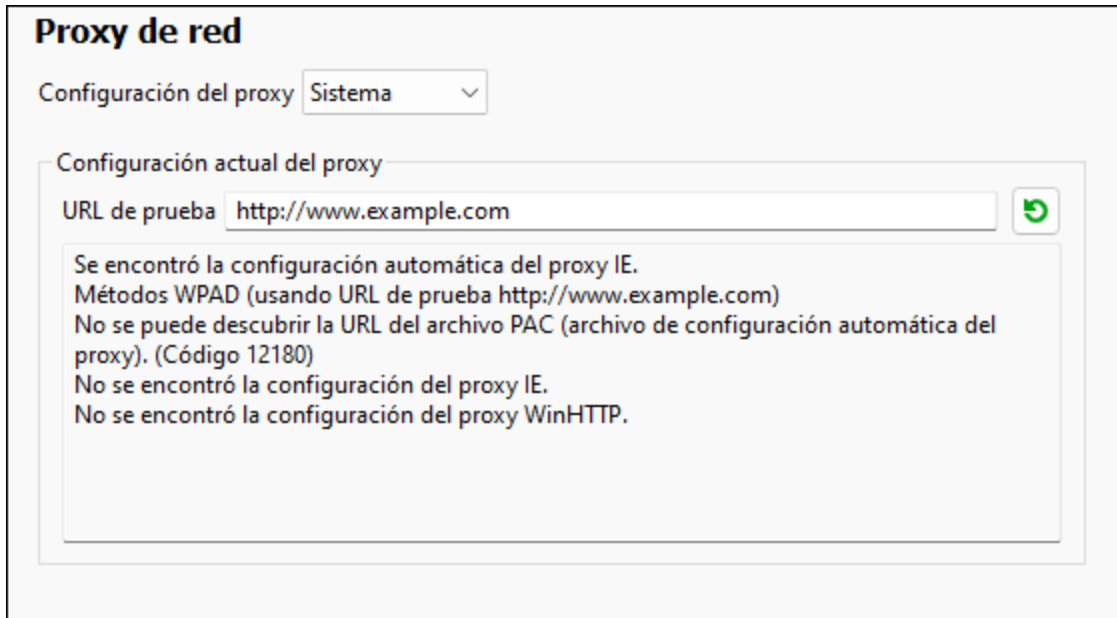 Proxy de red
Configuración del proxy Sistema
Configuración actual del proxy
URL de prueba http://www.example.com
Se encontró la configuración automática del proxy IE.
Métodos WPAD (usando URL de prueba http://www.example.com)
No se puede descubrir la URL del archivo PAC (archivo de configuración automática del
proxy). (Código 12180)
No se encontró la configuración del proxy IE.
No se encontró la configuración del proxy WinHTTP.